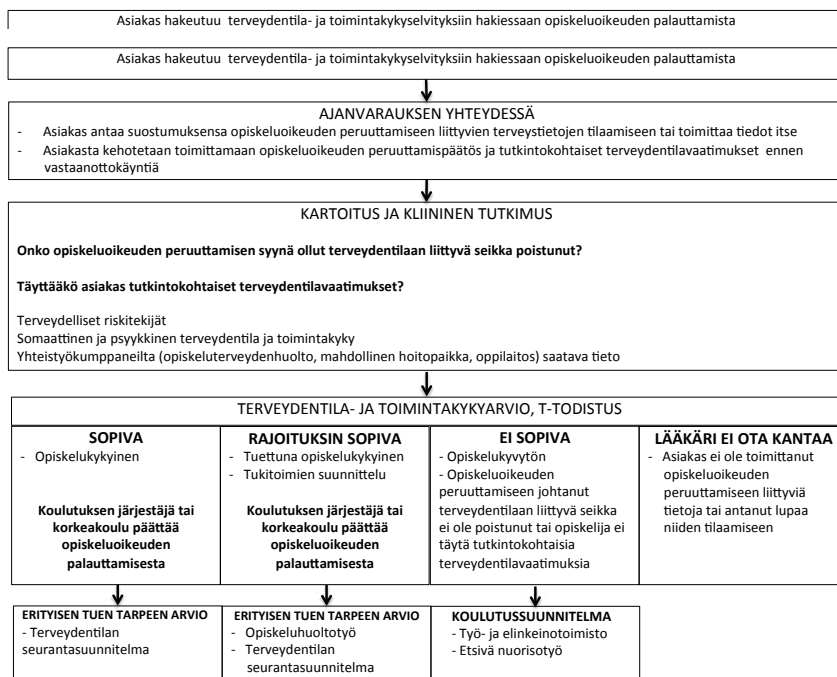 Asiakas hakeutuu terveydentila- ja toimintakykyselvityksiin hakiessaan opiskeluoikeuden palauttamista
Asiakas hakeutuu terveydentila- ja toimintakykyselvityksiin hakiessaan opiskeluoikeuden palauttamista
AJANVARAUKSEN YHTEYDESSÄ
- Asiakas antaa suostumuksensa opiskeluoikeuden peruuttamiseen liittyvien terveystietojen tilaamiseen tai toimittaa tiedot itse
- Asiakasta kehotetaan toimittamaan opiskeluoikeuden peruuttamispäätös ja tutkintokohtaiset terveydentilavaatimukset ennen
vastaanottokäyntiä
KARTOITUS JA KLIININEN TUTKIMUS
Onko opiskeluoikeuden peruuttamisen syynä ollut terveydentilaan liittyvä seikka poistunut?
Täyttääkö asiakas tutkintokohtaiset terveydentilavaatimukset?
Terveydelliset riskitekijät
Somaattinen ja psyykkinen terveydentila ja toimintakyky
Yhteistyökumppaneilta (opiskeluterveydenhuolto, mahdollinen hoitopaikka, oppilaitos) saatava tieto
TERVEYDENTILA- JA TOIMINTAKYKYARVIO, T-TODISTUS
SOPIVA
- Opiskelukykyinen
Koulutuksen järjestäjä tai
korkeakoulu päättää
opiskeluoikeuden
palauttamisesta
RAJOITUKSIN SOPIVA
- Tuettuna opiskelukykyinen
- Tukitoimien suunnittelu
Koulutuksen järjestäjä tai
korkeakoulu päättää
opiskeluoikeuden
palauttamisesta
EI SOPIVA
- Opiskelukyvytön
- Opiskeluoikeuden
peruuttamiseen johtanut
terveydentilaan liittyvä seikka
ei ole poistunut tai opiskelija ei
täytä tutkintokohtaisia
terveydentilavaatimuksia
LÄÄKÄRI EI OTA KANTAA
- Asiakas ei ole toimittanut
opiskeluoikeuden
peruuttamiseen liittyviä
tietoja tai antanut lupaa
niiden tilaamiseen
ERITYISEN TUEN TARPEEN ARVIO
- Terveydentilan
seurantasuunnitelma
ERITYISEN TUEN TARPEEN ARVIO
- Opiskeluhuoltotyö
- Terveydentilan
seurantasuunnitelma
KOULUTUSSUUNNITELMA
- Työ- ja elinkeinotoimisto
- Etsivä nuorisotyö